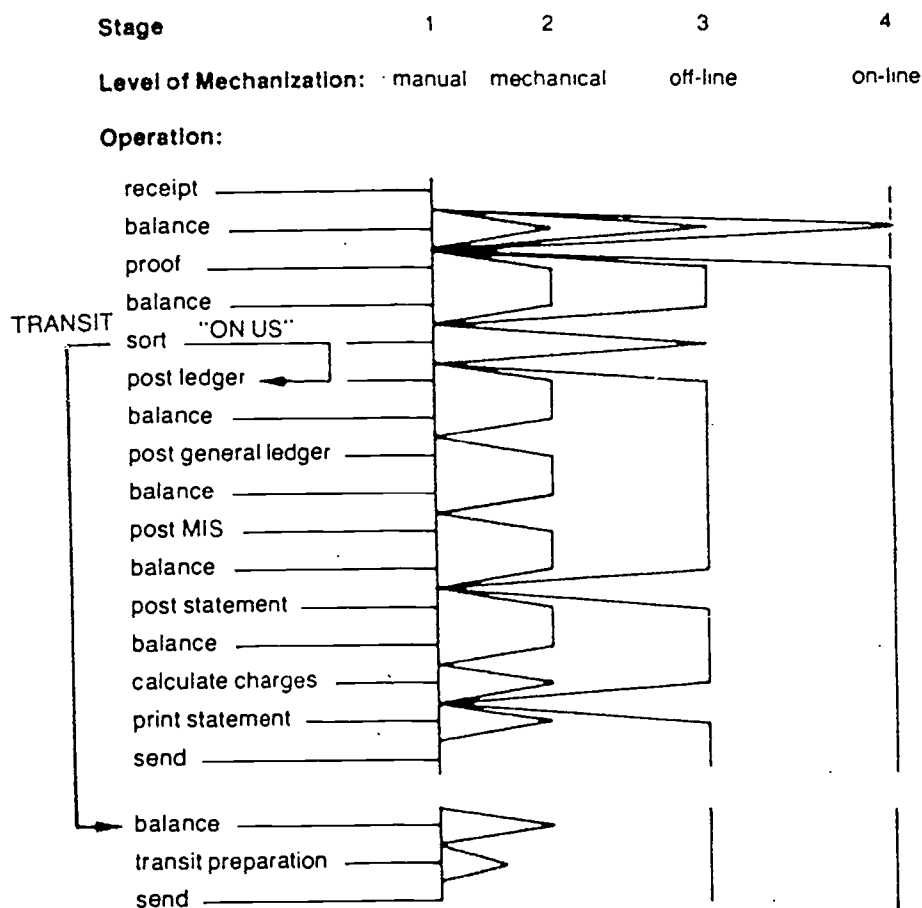 Stage 1 2 3 4
Level of Mechanization: manual mechanical off-line on-line
Operation:
receipt
balance
proof
balance
TRANSIT sort "ON US"
post ledger
balance
post general ledger
balance
post MIS
balance
post statement
balance
calculate charges
print statement
send
balance
transit preparation
send